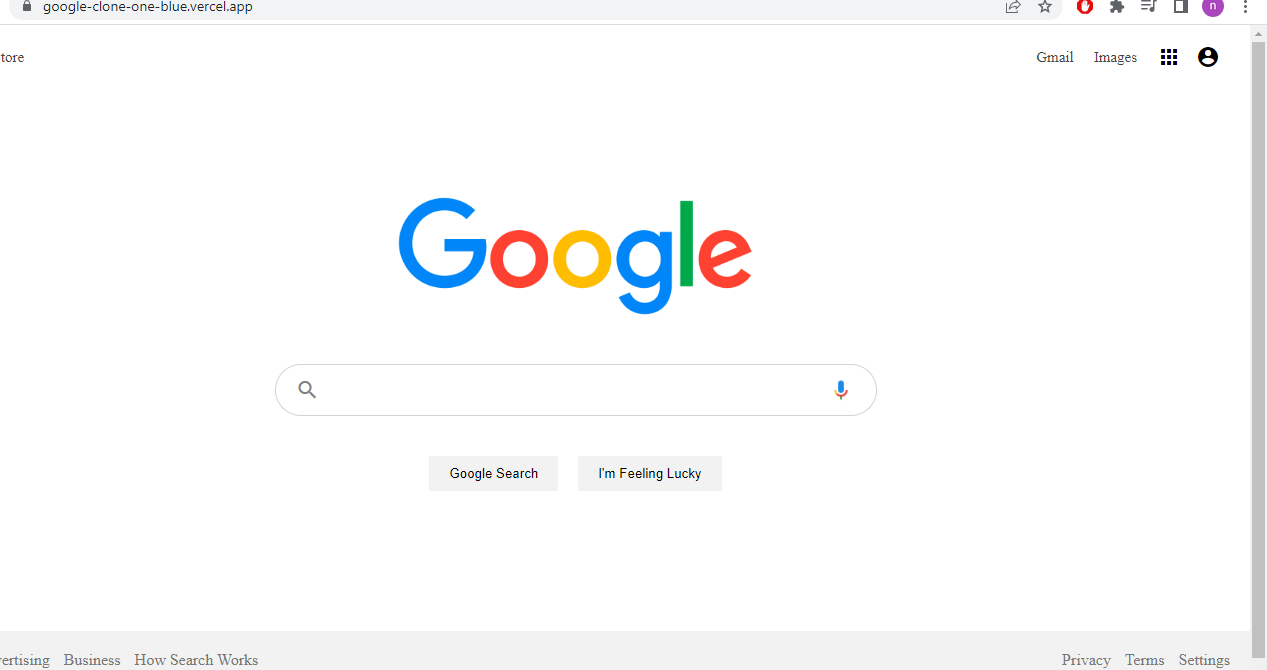 google-clone-one-blue.vercel.app
n
tore Gmail Images
Google
Google Search I'm Feeling Lucky
ertising Business How Search Works Privacy Terms Settings